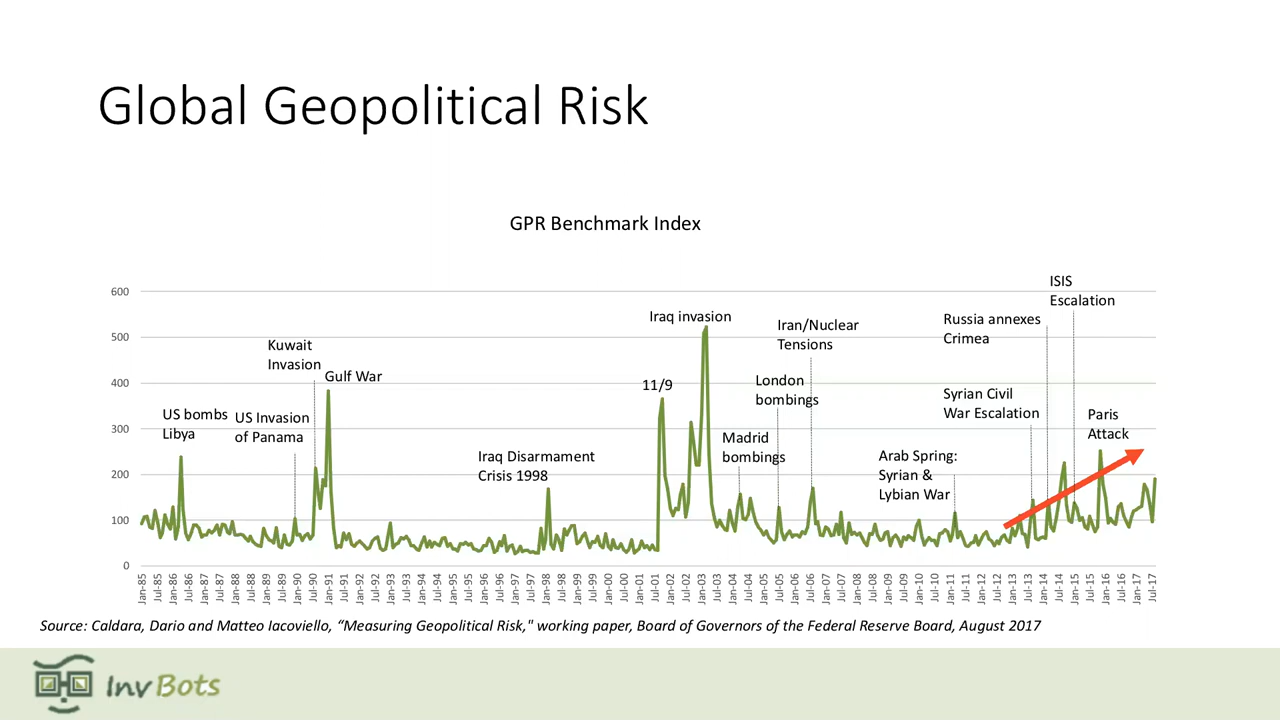 Global Geopolitical Risk
GPR Benchmark Index
600
500
400
300
200
100
0
US bombs
Libya
US Invasion
of Panama
Kuwait
Invasion
Gulf War
Iraq Disarmament
Crisis 1998
11/9
Iraq invasion
Madrid
bombings
London
bombings
Iran/Nuclear
Tensions
Arab Spring:
Syrian &
Lybian War
Syrian Civil
War Escalation
Russia annexes
Crimea
ISIS
Escalation
Paris
Attack
Jan-85
Jul-85
Jan-86
Jul-86
Jan-87
Jul-87
Jan-88
Jul-88
Jan-89
Jul-89
Jan-90
Jul-90
Jan-91
Jul-91
Jan-92
Jul-92
Jan-93
Jul-93
Jan-94
Jul-94
Jan-95
Jul-95
Jan-96
Jul-96
Jan-97
Jul-97
Jan-98
Jul-98
Jan-99
Jul-99
Jan-00
Jul-00
Jan-01
Jul-01
Jan-02
Jul-02
Jan-03
Jul-03
Jan-04
Jul-04
Jan-05
Jul-05
Jan-06
Jul-06
Jan-07
Jul-07
Jan-08
Jul-08
Jan-09
Jul-09
Jan-10
Jul-10
Jan-11
Jul-11
Jan-12
Jul-12
Jan-13
Jul-13
Jan-14
Jul-14
Jan-15
Jul-15
Jan-16
Jul-16
Jan-17
Jul-17
Source: Caldara, Dario and Matteo Iacoviello, “Measuring Geopolitical Risk," working paper, Board of Governors of the Federal Reserve Board, August 2017
InvBots